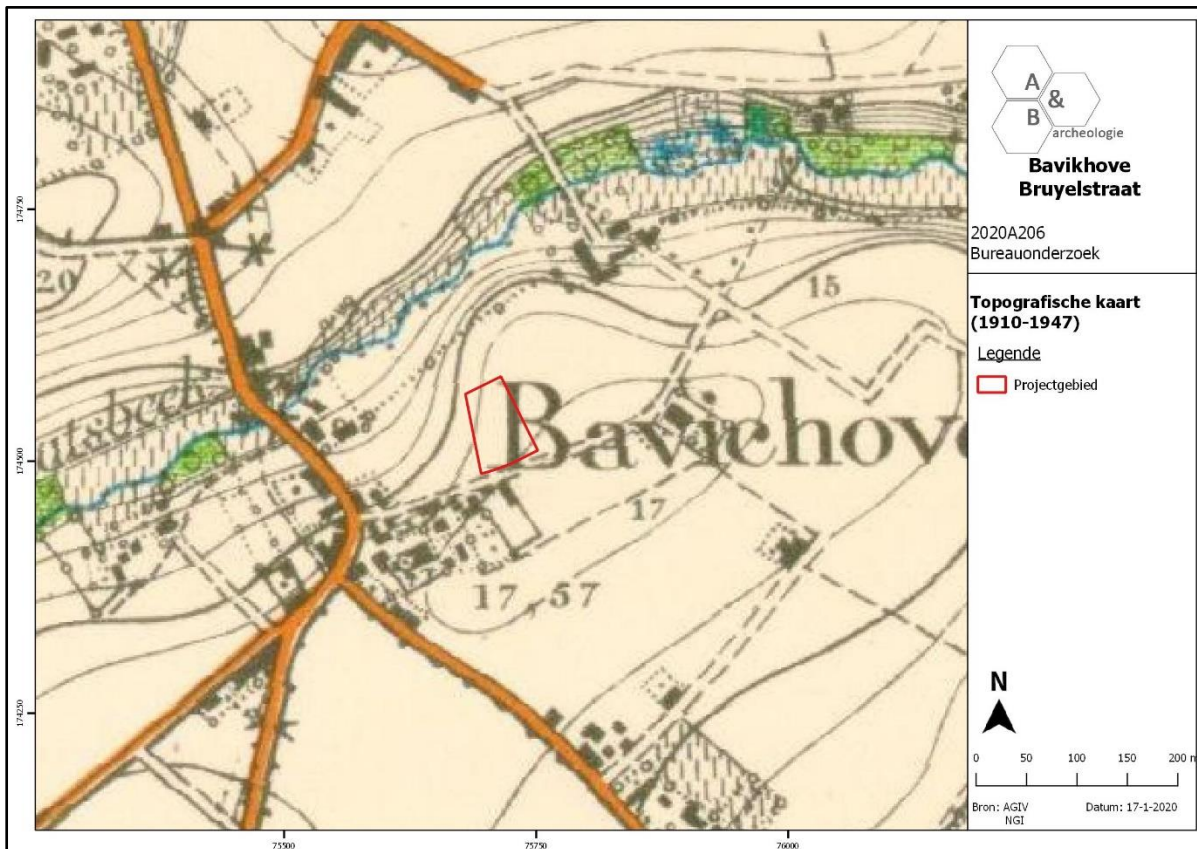 A
&
B
archeologie
Bavikhove
Bruyelstraat
2020A206
Bureauonderzoek
Topografische kaart
(1910-1947)
Legende
Projectgebied
N
0 50 100 150 200 m
Bron: AGIV Datum: 17-1-2020
NGI
174750
174500
174250
75500 75750 76000
20
15
utsbeek
Bavichove
17
17,57